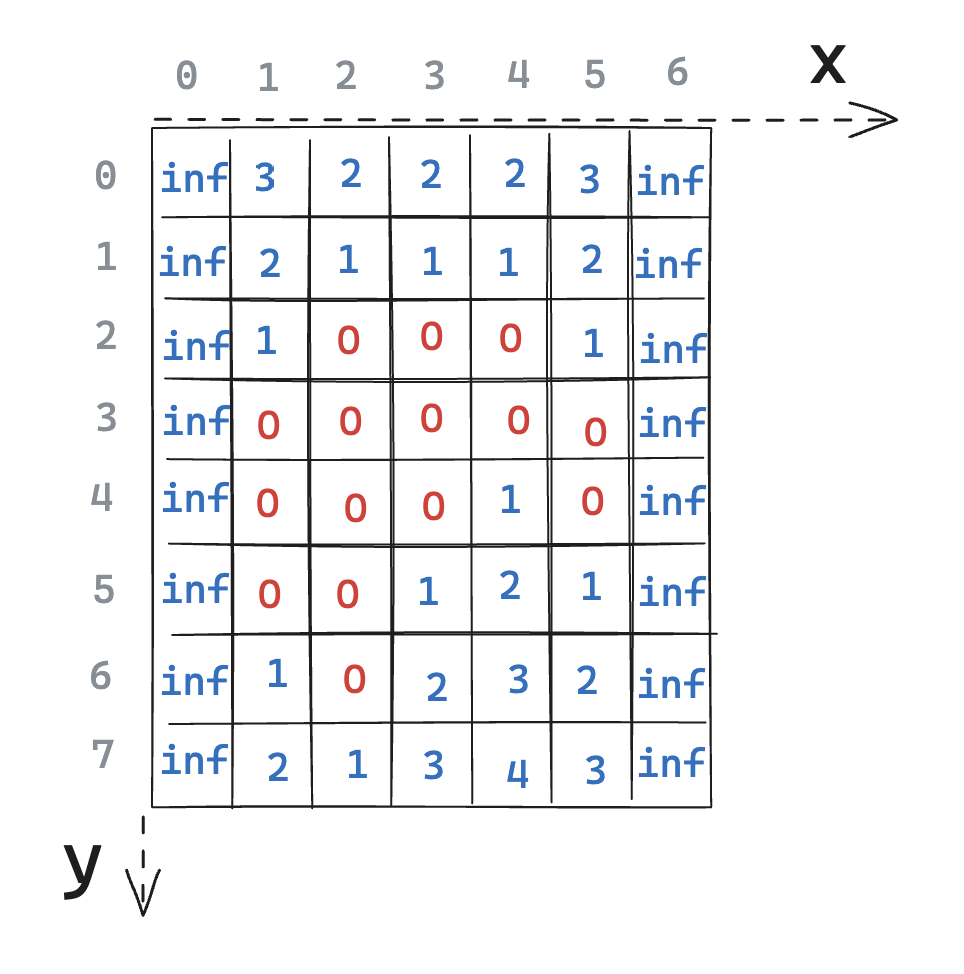 x
0 1 2 3 4 5 6
0 inf 3 2 2 2 3 inf
1 inf 2 1 1 1 2 inf
2 inf 1 0 0 0 1 inf
3 inf 0 0 0 0 0 inf
4 inf 0 0 0 1 0 inf
5 inf 0 0 1 2 1 inf
6 inf 1 0 2 3 2 inf
7 inf 2 1 3 4 3 inf
y